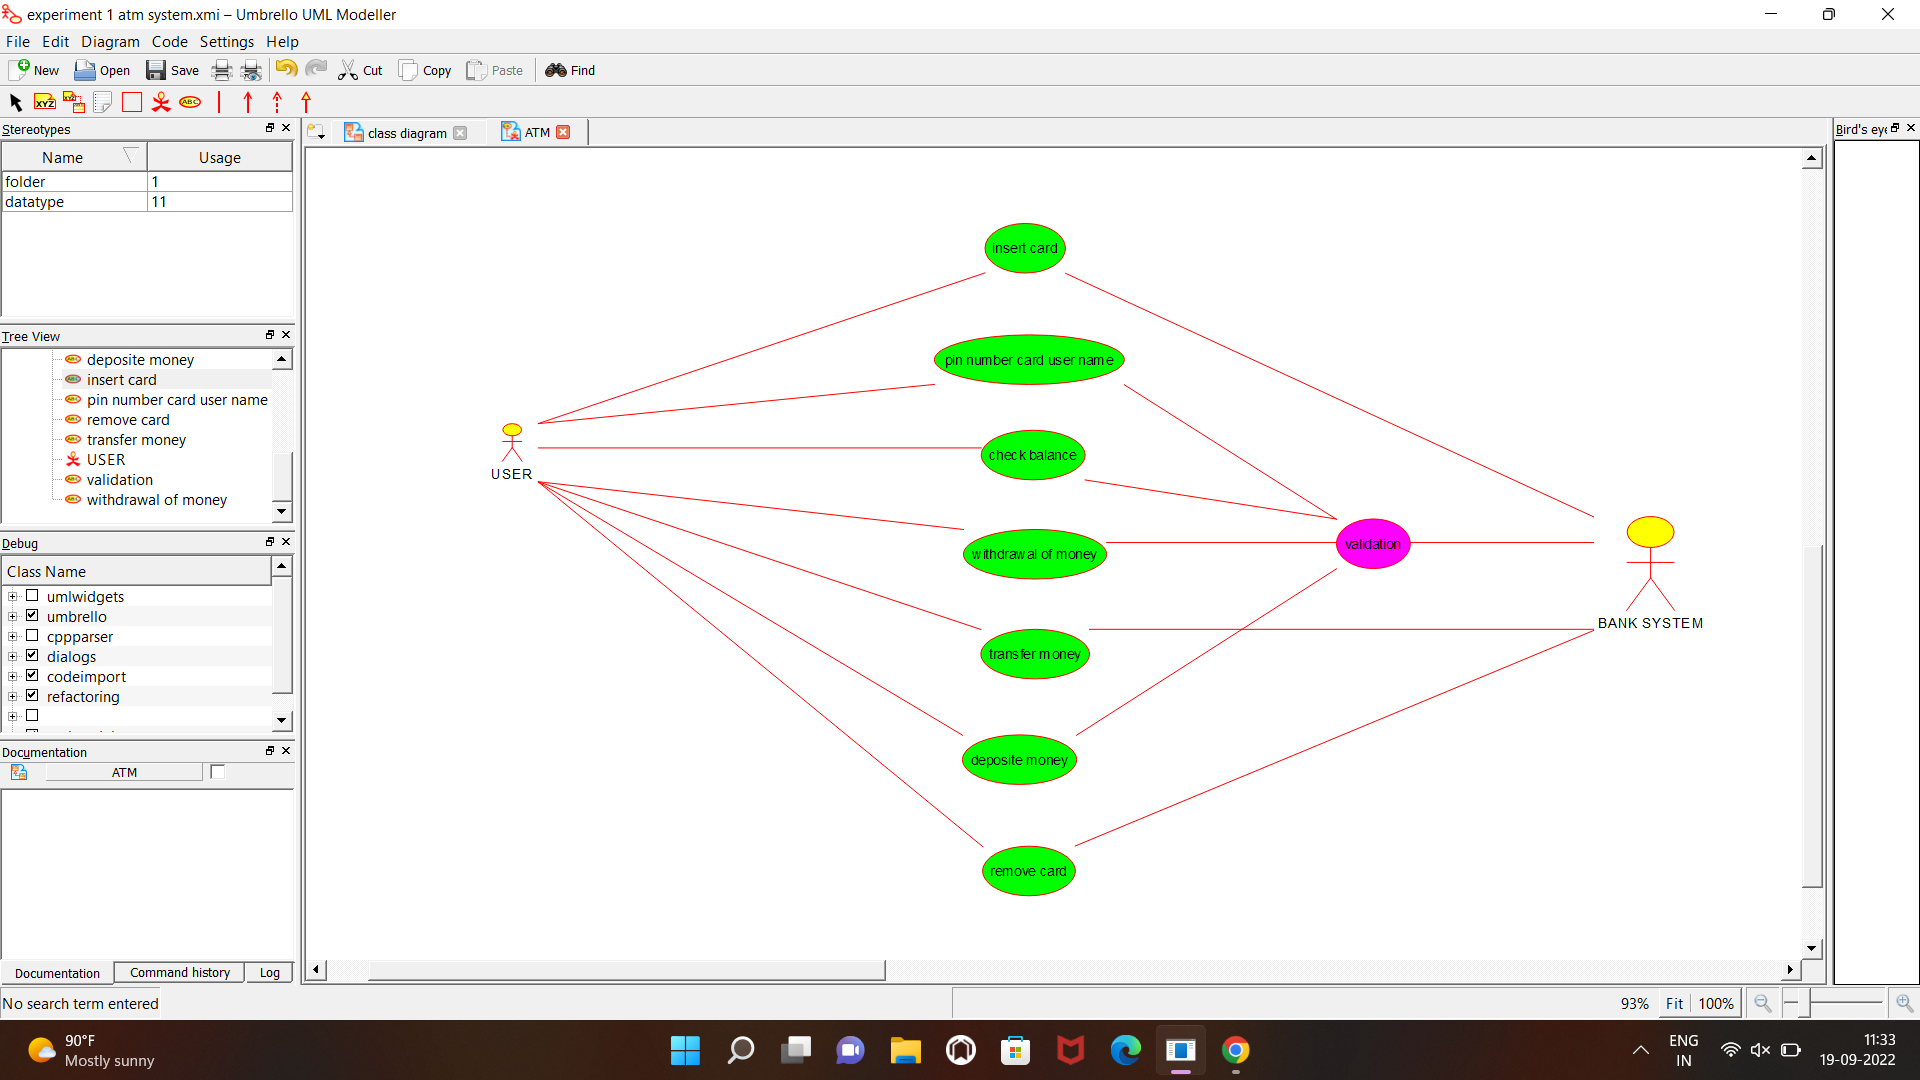 experiment 1 atm system.xmi – Umbrello UML Modeller
File Edit Diagram Code Settings Help
New Open Save Cut Copy Paste Find
XYZ XYZ ABC
Stereotypes
Name Usage
folder 1
datatype 11
Tree View
deposite money
insert card
pin number card user name
remove card
transfer money
USER
validation
withdrawal of money
Debug
Class Name
umlwidgets
umbrello
cppparser
dialogs
codeimport
refactoring
Documentation
ATM
Documentation Command history Log
No search term entered
class diagram ATM
insert card
pin number card user name
check balance
USER
withdrawal of money
validation
transfer money
BANK SYSTEM
deposite money
remove card
Bird's eye
93% Fit 100%
90°F
Mostly sunny
ENG
IN
11:33
19-09-2022